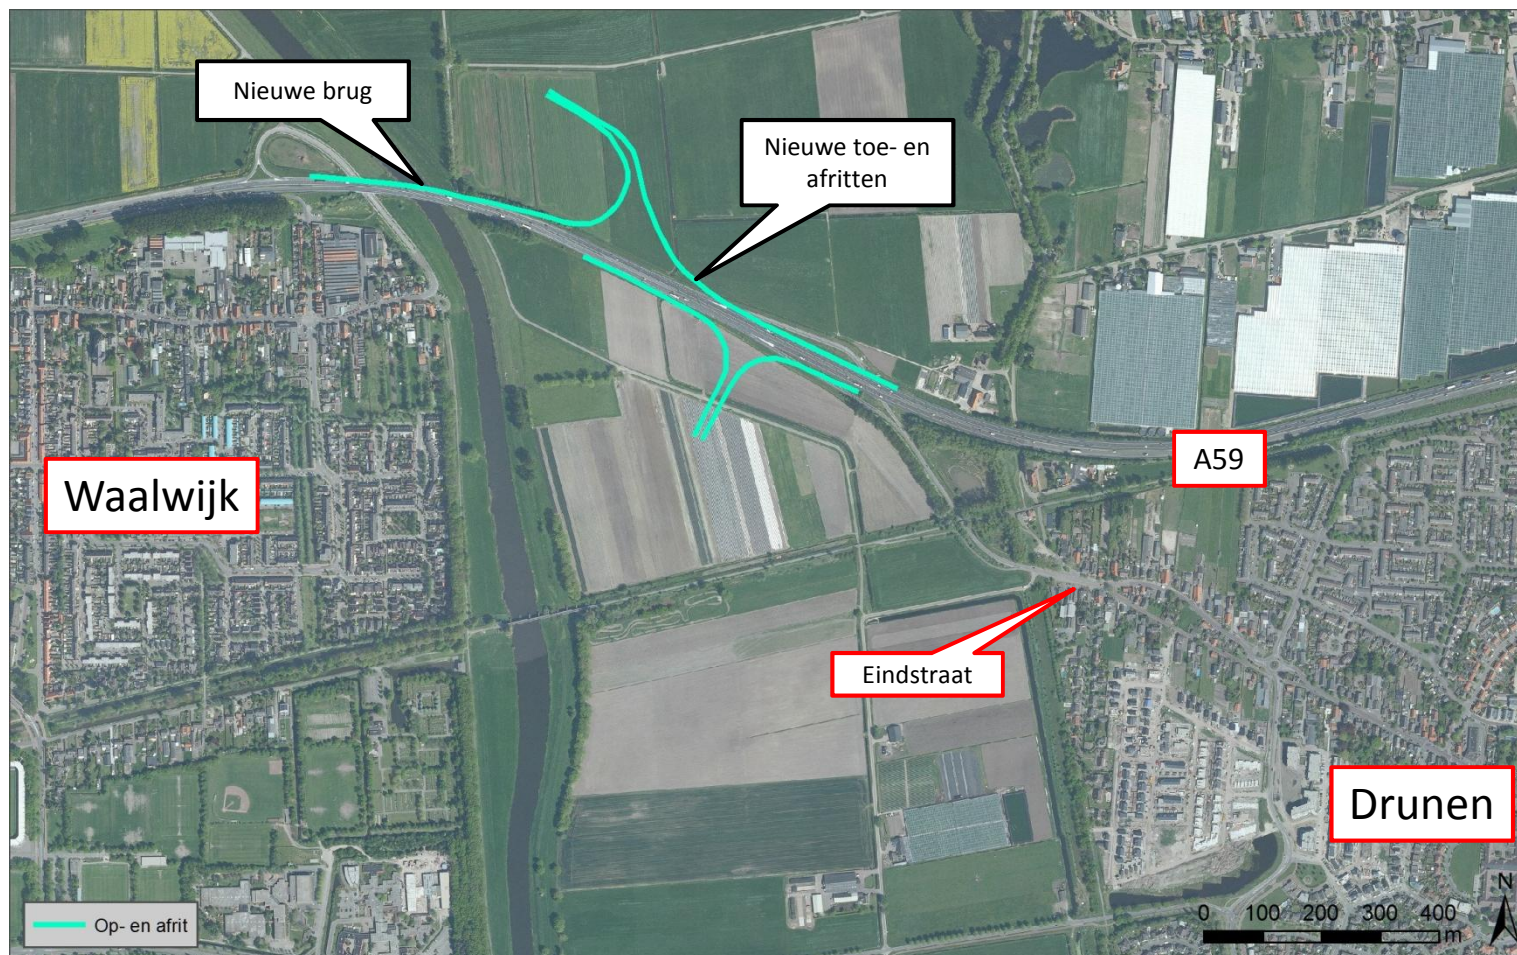 Nieuwe brug
Nieuwe toe- en
afritten
A59
Waalwijk
Eindstraat
Drunen
Op- en afrit
N
0 100 200 300 400
m